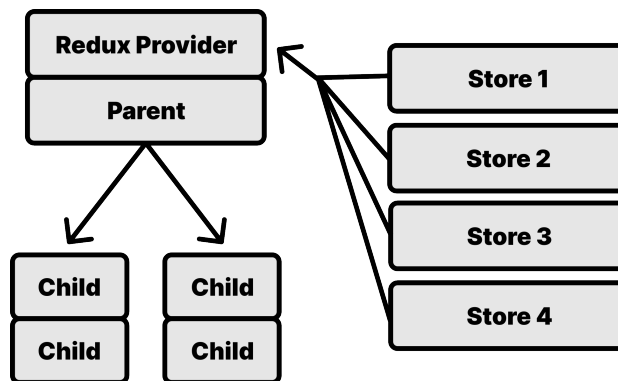 Redux Provider
Parent
Store 1
Store 2
Store 3
Store 4
Child
Child
Child
Child